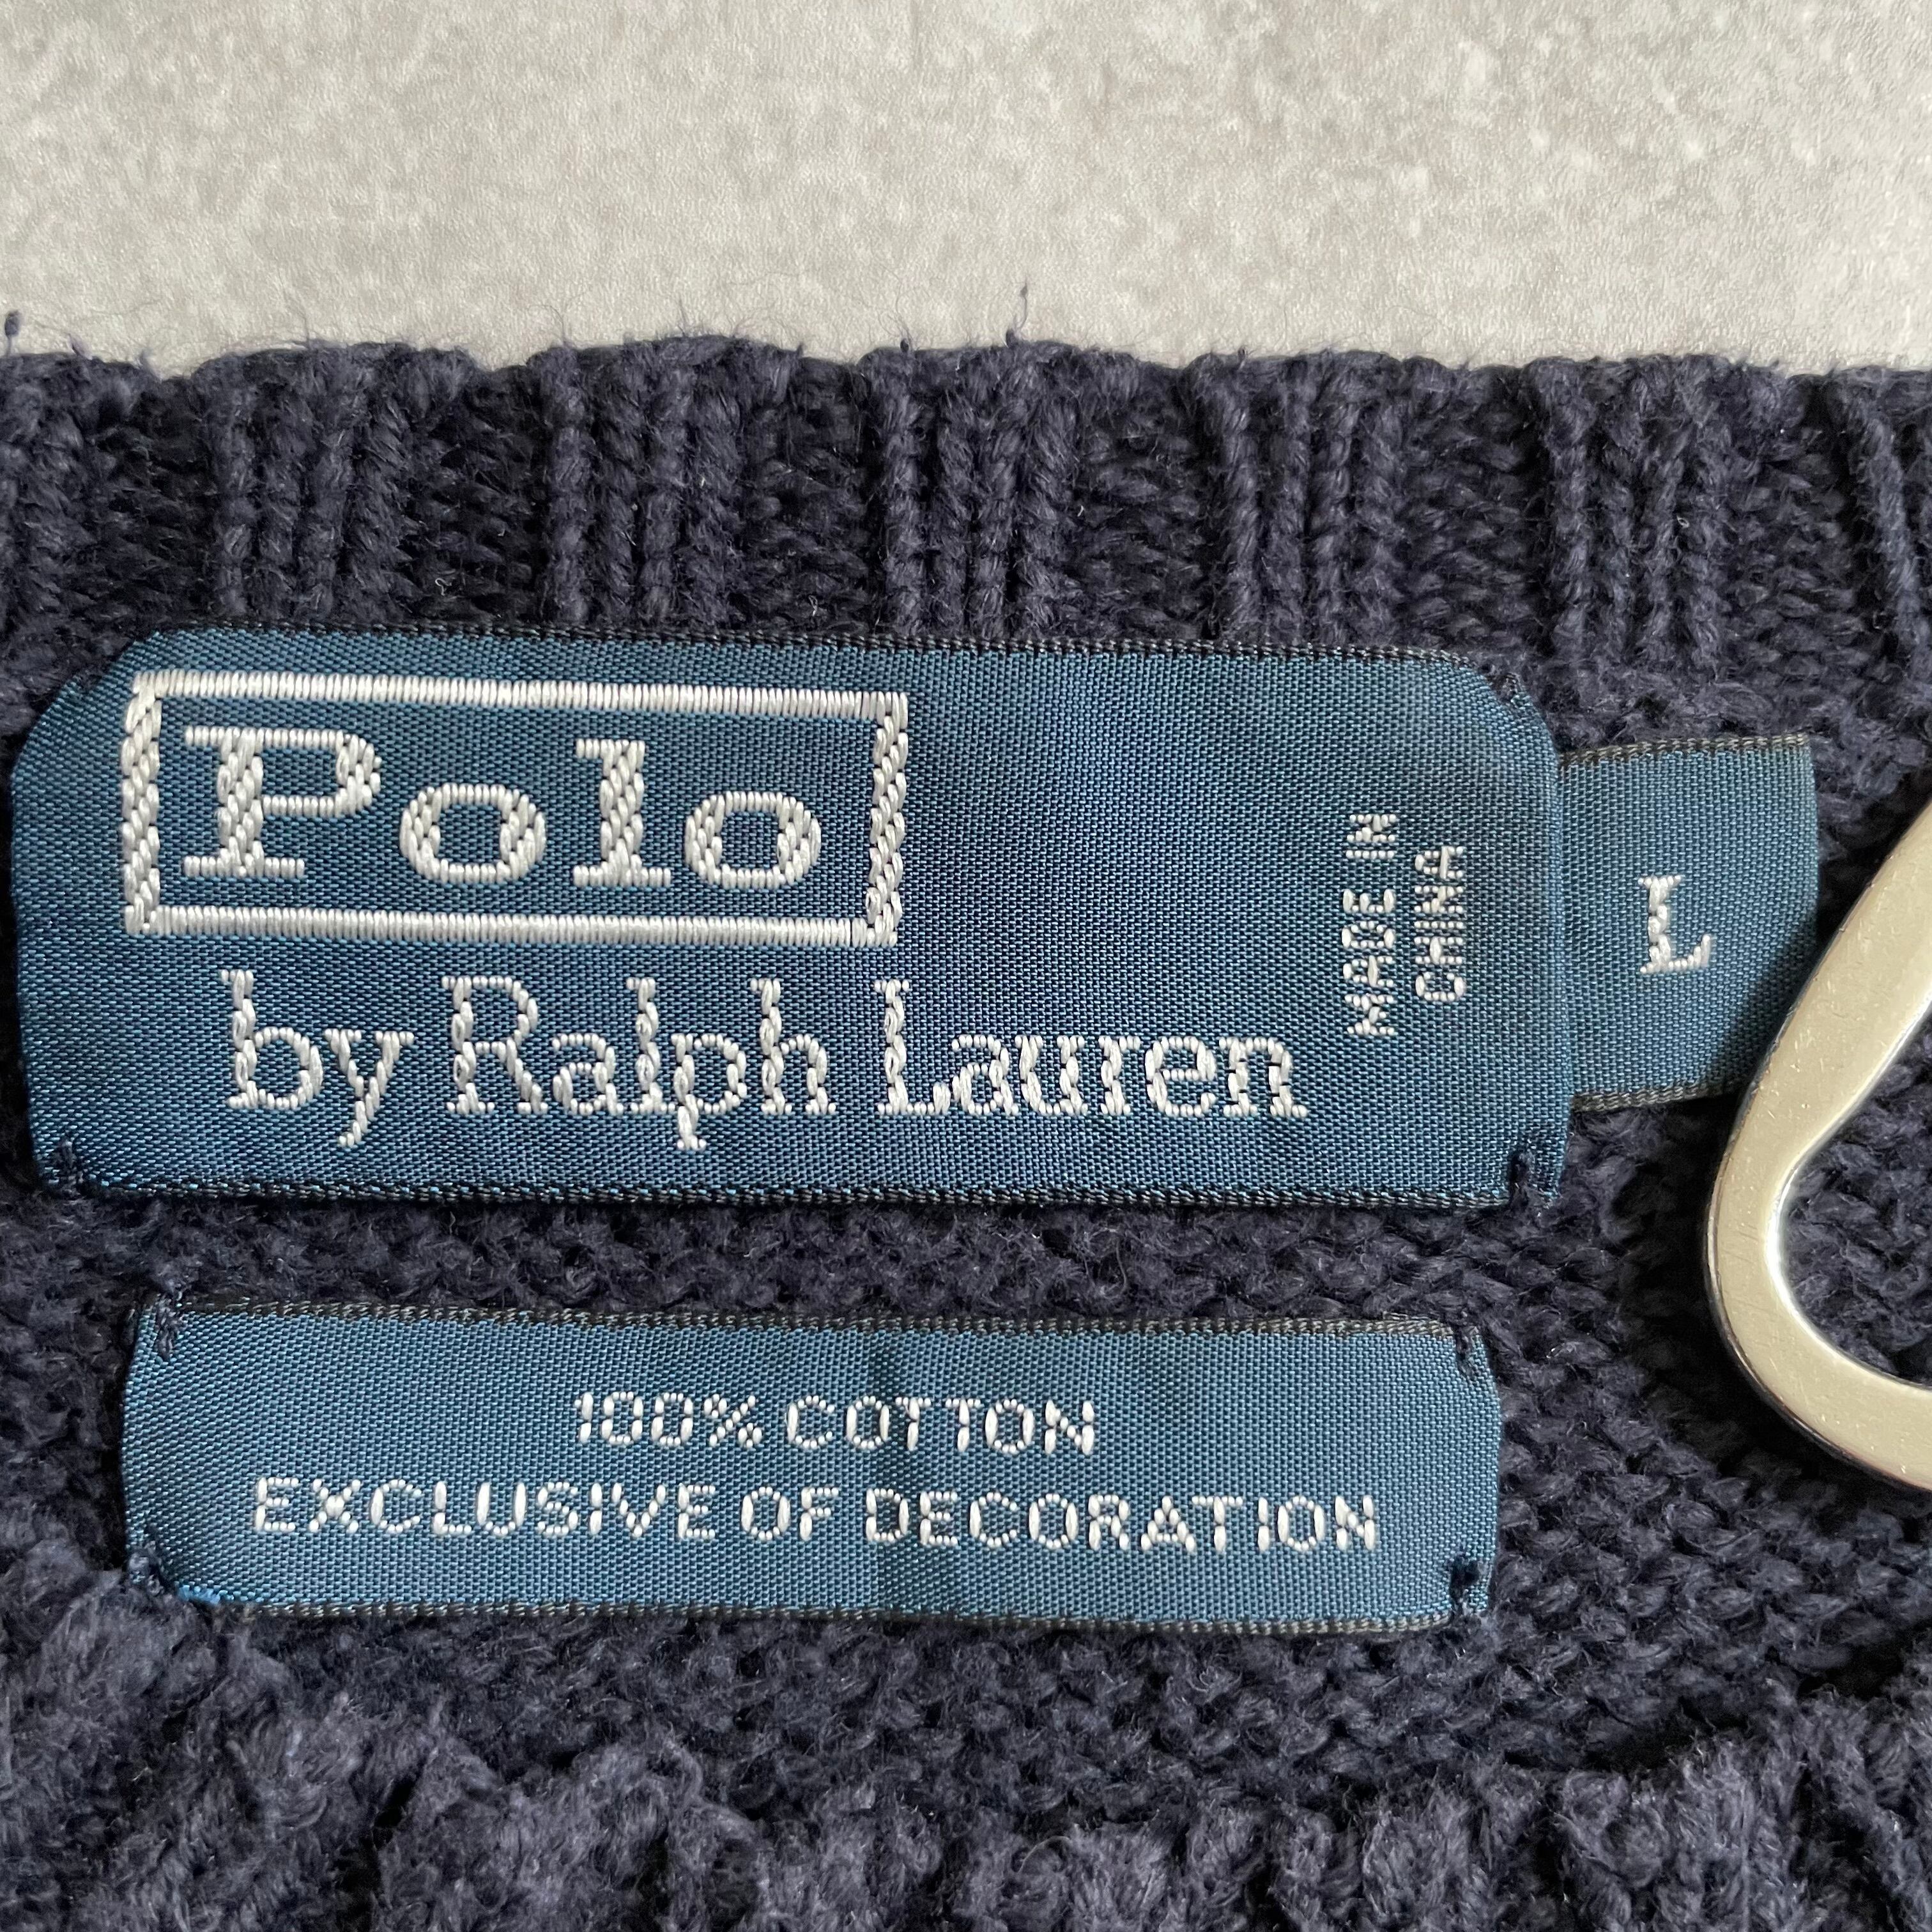 Polo
by Ralph Lauren
MADE IN
CHINA
L
100% COTTON
EXCLUSIVE OF DECORATION